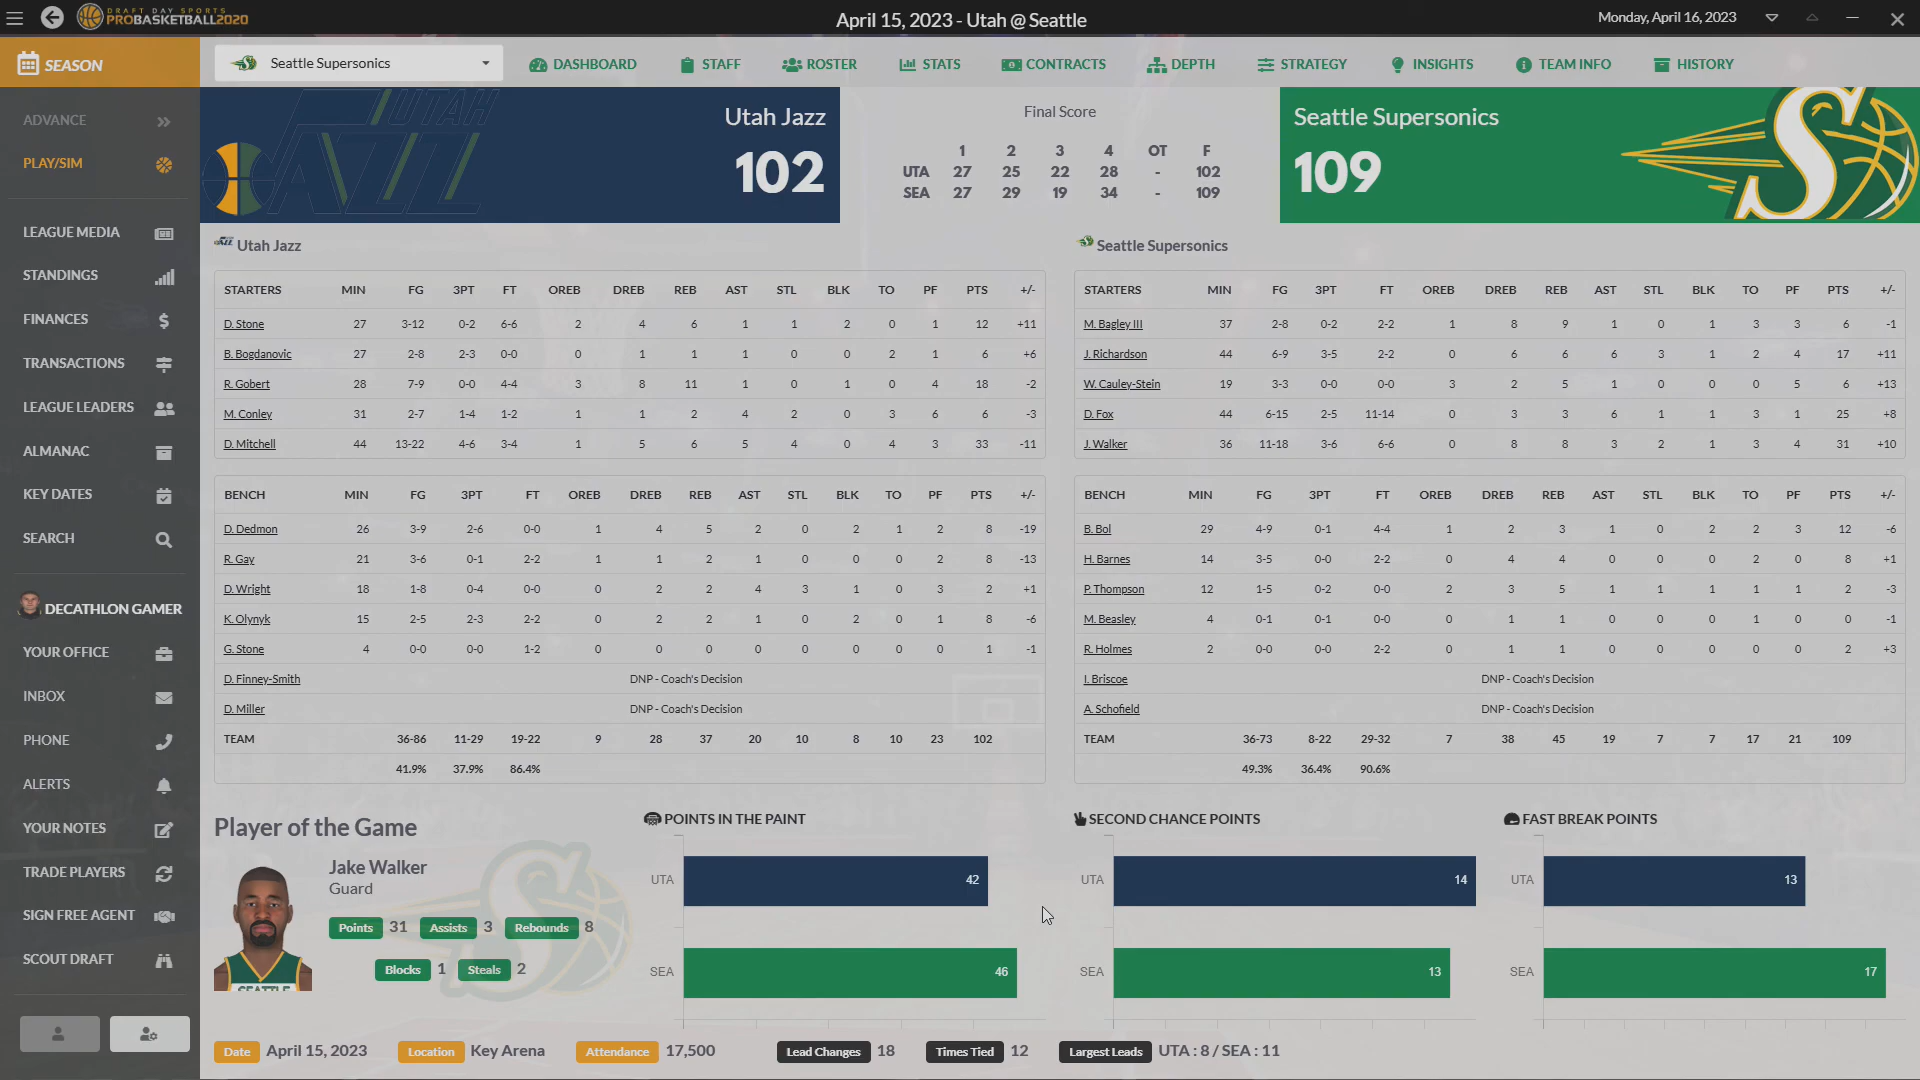 DRAFT DAY SPORTS
PROBASKETBALL2020
April 15, 2023 - Utah @ Seattle
Monday, April 16, 2023
SEASON
Seattle Supersonics
DASHBOARD STAFF ROSTER STATS CONTRACTS DEPTH STRATEGY INSIGHTS TEAM INFO HISTORY
ADVANCE
PLAY/SIM
LEAGUE MEDIA
STANDINGS
FINANCES
TRANSACTIONS
LEAGUE LEADERS
ALMANAC
KEY DATES
SEARCH
DECATHLON GAMER
YOUR OFFICE
INBOX
PHONE
ALERTS
YOUR NOTES
TRADE PLAYERS
SIGN FREE AGENT
SCOUT DRAFT
UTAH
JAZZ
Utah Jazz
102
Final Score
1 2 3 4 OT F
UTA 27 25 22 28 - 102
SEA 27 29 19 34 - 109
Seattle Supersonics
109
Utah Jazz
STARTERS MIN FG 3PT FT OREB DREB REB AST STL BLK TO PF PTS +/-
D. Stone 27 3-12 0-2 6-6 2 4 6 1 1 2 0 1 12 +11
B. Bogdanovic 27 2-8 2-3 0-0 0 1 1 1 0 0 2 1 6 +6
R. Gobert 28 7-9 0-0 4-4 3 8 11 1 0 1 0 4 18 -2
M. Conley 31 2-7 1-4 1-2 1 1 2 4 2 0 3 6 6 -3
D. Mitchell 44 13-22 4-6 3-4 1 5 6 5 4 0 4 3 33 -11
BENCH MIN FG 3PT FT OREB DREB REB AST STL BLK TO PF PTS +/-
D. Dedmon 26 3-9 2-6 0-0 1 4 5 2 0 2 1 2 8 -19
R. Gay 21 3-6 0-1 2-2 1 1 2 1 0 0 0 2 8 -13
D. Wright 18 1-8 0-4 0-0 0 2 2 4 3 1 0 3 2 +1
K. Olynyk 15 2-5 2-3 2-2 0 2 2 1 0 2 0 1 8 -6
G. Stone 4 0-0 0-0 1-2 0 0 0 0 0 0 0 0 1 -1
D. Finney-Smith DNP - Coach's Decision
D. Miller DNP - Coach's Decision
TEAM 36-86 11-29 19-22 9 28 37 20 10 8 10 23 102
41.9% 37.9% 86.4%
Seattle Supersonics
STARTERS MIN FG 3PT FT OREB DREB REB AST STL BLK TO PF PTS +/-
M. Bagley III 37 2-8 0-2 2-2 1 8 9 1 0 1 3 3 6 -1
J. Richardson 44 6-9 3-5 2-2 0 6 6 6 3 1 2 4 17 +11
W. Cauley-Stein 19 3-3 0-0 0-0 3 2 5 1 0 0 0 5 6 +13
D. Fox 44 6-15 2-5 11-14 0 3 3 6 1 1 3 1 25 +8
J. Walker 36 11-18 3-6 6-6 0 8 8 3 2 1 3 4 31 +10
BENCH MIN FG 3PT FT OREB DREB REB AST STL BLK TO PF PTS +/-
B. Bol 29 4-9 0-1 4-4 1 2 3 1 0 2 2 3 12 -6
H. Barnes 14 3-5 0-0 2-2 0 4 4 0 0 0 2 0 8 +1
P. Thompson 12 1-5 0-2 0-0 2 3 5 1 1 1 1 1 2 -3
M. Beasley 4 0-1 0-1 0-0 0 1 1 0 0 0 1 0 0 -1
R. Holmes 2 0-0 0-0 2-2 0 1 1 0 0 0 0 0 2 +3
I. Briscoe DNP - Coach's Decision
A. Schofield DNP - Coach's Decision
TEAM 36-73 8-22 29-32 7 38 45 19 7 7 17 21 109
49.3% 36.4% 90.6%
Player of the Game
Jake Walker
Guard
Points 31 Assists 3 Rebounds 8
Blocks 1 Steals 2
SEATTLE
POINTS IN THE PAINT
UTA 42
SEA 46
SECOND CHANCE POINTS
UTA 14
SEA 13
FAST BREAK POINTS
UTA 13
SEA 17
Date April 15, 2023 Location Key Arena Attendance 17,500 Lead Changes 18 Times Tied 12 Largest Leads UTA : 8 / SEA : 11